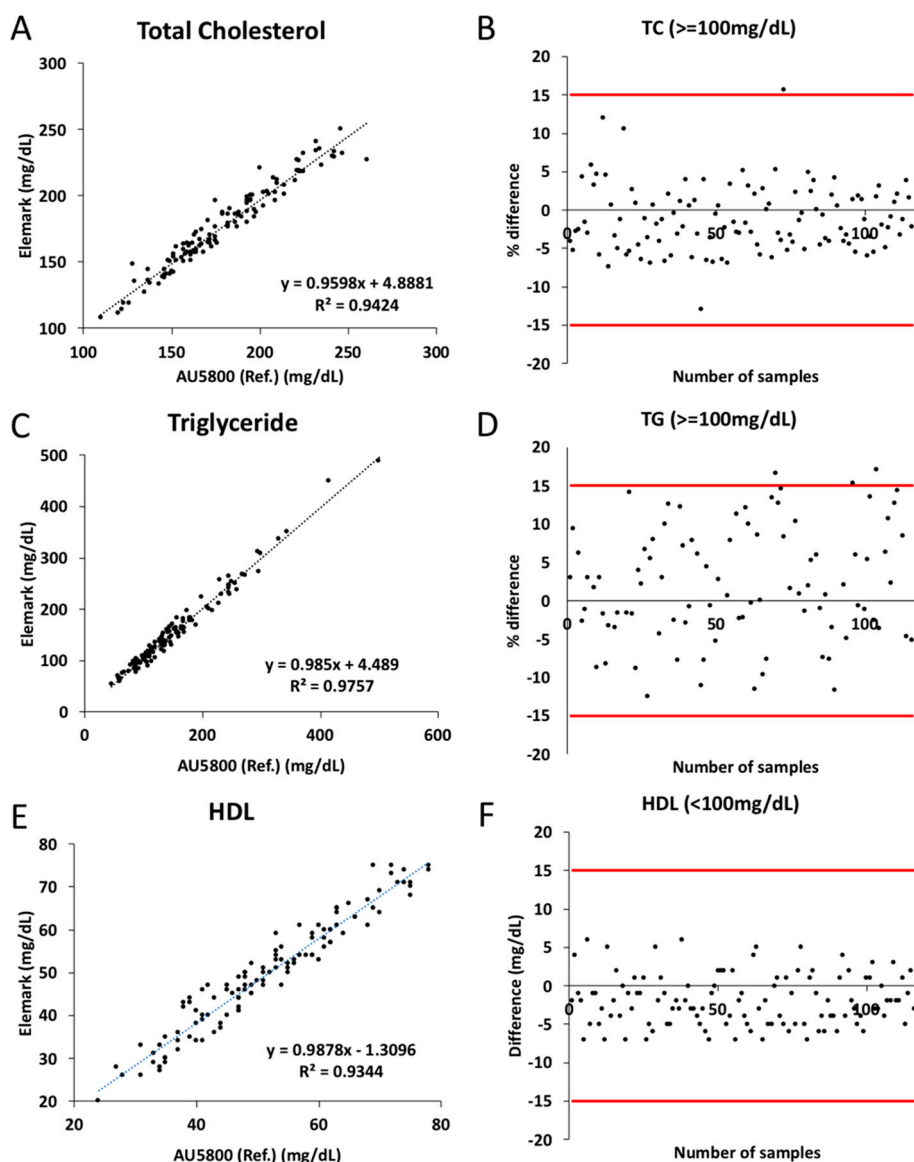 A
Total Cholesterol
300
250
200
150
100
100
150
200
250
300
Elemark (mg/dL)
y = 0.9598x + 4.8881
R² = 0.9424
AU5800 (Ref.) (mg/dL)
B
TC (>=100mg/dL)
20
15
10
5
0
-5
-10
-15
-20
0
50
100
% difference
Number of samples
C
Triglyceride
500
400
300
200
100
0
0
200
400
600
Elemark (mg/dL)
y = 0.985x + 4.489
R² = 0.9757
AU5800 (Ref.) (mg/dL)
D
TG (>=100mg/dL)
20
15
10
5
0
-5
-10
-15
-20
0
50
100
% difference
Number of samples
E
HDL
80
70
60
50
40
30
20
20
40
60
80
Elemark (mg/dL)
y = 0.9878x - 1.3096
R² = 0.9344
AU5800 (Ref.) (mg/dL)
F
HDL (<100mg/dL)
20
15
10
5
0
-5
-10
-15
-20
0
50
100
Difference (mg/dL)
Number of samples